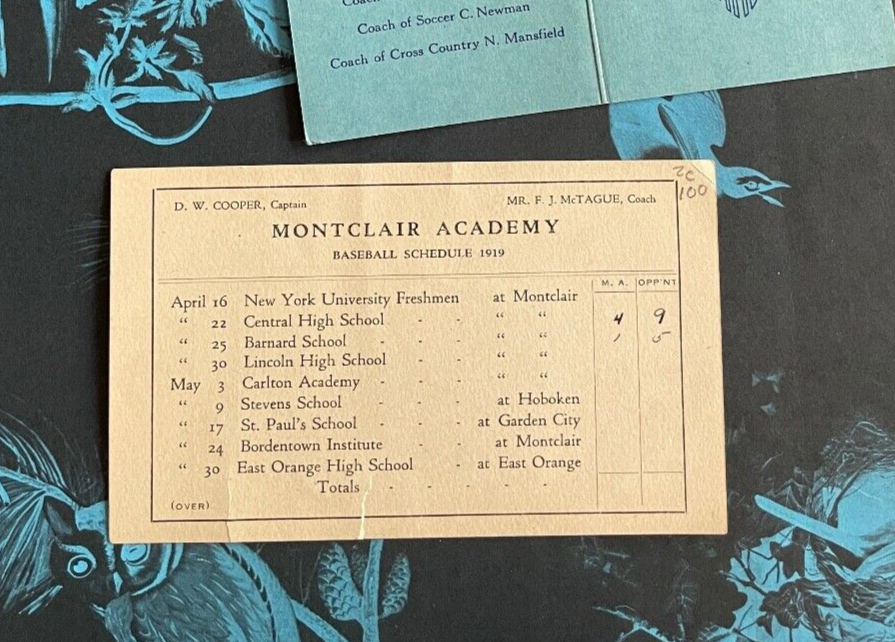 Coach of Soccer C. Newman
Coach of Cross Country N. Mansfield
2c
100
D. W. COOPER, Captain MR. F. J. McTAGUE, Coach
MONTCLAIR ACADEMY
BASEBALL SCHEDULE 1919
M. A. OPP'NT
April 16 New York University Freshmen at Montclair
“ 22 Central High School - - “ “ 4 9
“ 25 Barnard School - - - “ “ 1 5
“ 30 Lincoln High School - - “ “
May 3 Carlton Academy - - - “ “
“ 9 Stevens School - - - at Hoboken
“ 17 St. Paul's School - - - at Garden City
“ 24 Bordentown Institute - - at Montclair
“ 30 East Orange High School - at East Orange
Totals - - - - -
(OVER)